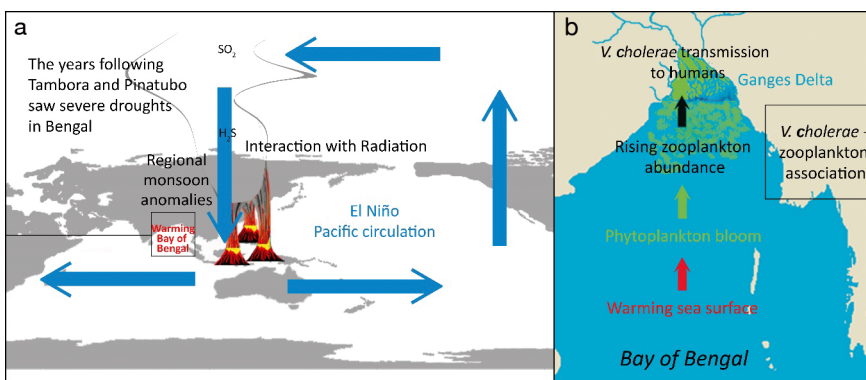 a
The years following
Tambora and Pinatubo
saw severe droughts
in Bengal
SO2
H2S
Interaction with Radiation
Regional
monsoon
anomalies
Warming
Bay of
Bengal
El Niño
Pacific circulation
b
V. cholerae transmission
to humans
Ganges Delta
Rising zooplankton
abundance
V. cholerae -
zooplankton
association
Phytoplankton bloom
Warming sea surface
Bay of Bengal